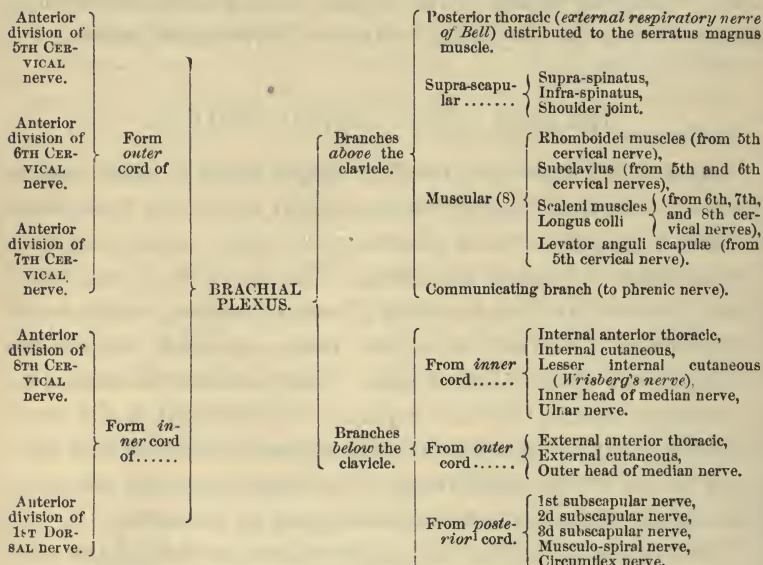 Anterior
division of
5TH CER-
VICAL
nerve.
Anterior
division of
6TH CER-
VICAL
nerve.
Anterior
division of
7TH CER-
VICAL
nerve.
Form
outer
cord of
Anterior
division of
8TH CER-
VICAL
nerve.
Anterior
division of
1ST DOR-
SAL nerve.
Form in-
ner cord
of......
BRACHIAL
PLEXUS.
Branches
above the
clavicle.
Posterior thoracic (external respiratory nerve
of Bell) distributed to the serratus magnus
muscle.
Supra-scapu-
lar .......
Supra-spinatus,
Infra-spinatus,
Shoulder joint.
Muscular (8)
Rhomboidei muscles (from 5th
cervical nerve),
Subclavius (from 5th and 6th
cervical nerves),
Scaleni muscles
Longus colli
(from 6th, 7th,
and 8th cer-
vical nerves),
Levator anguli scapulæ (from
5th cervical nerve).
Communicating branch (to phrenic nerve).
Branches
below the
clavicle.
From inner
cord......
Internal anterior thoracic,
Internal cutaneous,
Lesser internal cutaneous
(Wrisberg's nerve),
Inner head of median nerve,
Ulnar nerve.
From outer
cord......
External anterior thoracic,
External cutaneous,
Outer head of median nerve.
From poste-
rior¹ cord.
1st subscapular nerve,
2d subscapular nerve,
3d subscapular nerve,
Musculo-spiral nerve,
Circumflex nerve.